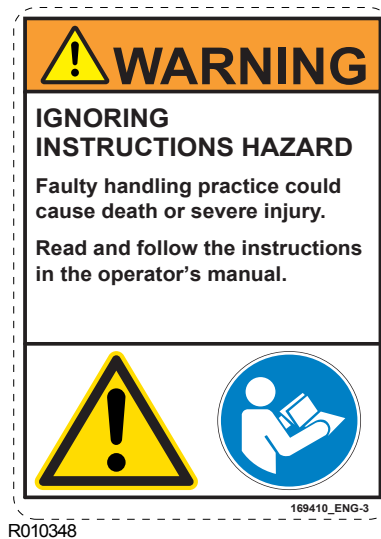 WARNING
IGNORING
INSTRUCTIONS HAZARD
Faulty handling practice could
cause death or severe injury.
Read and follow the instructions
in the operator’s manual.
169410_ENG-3
R010348